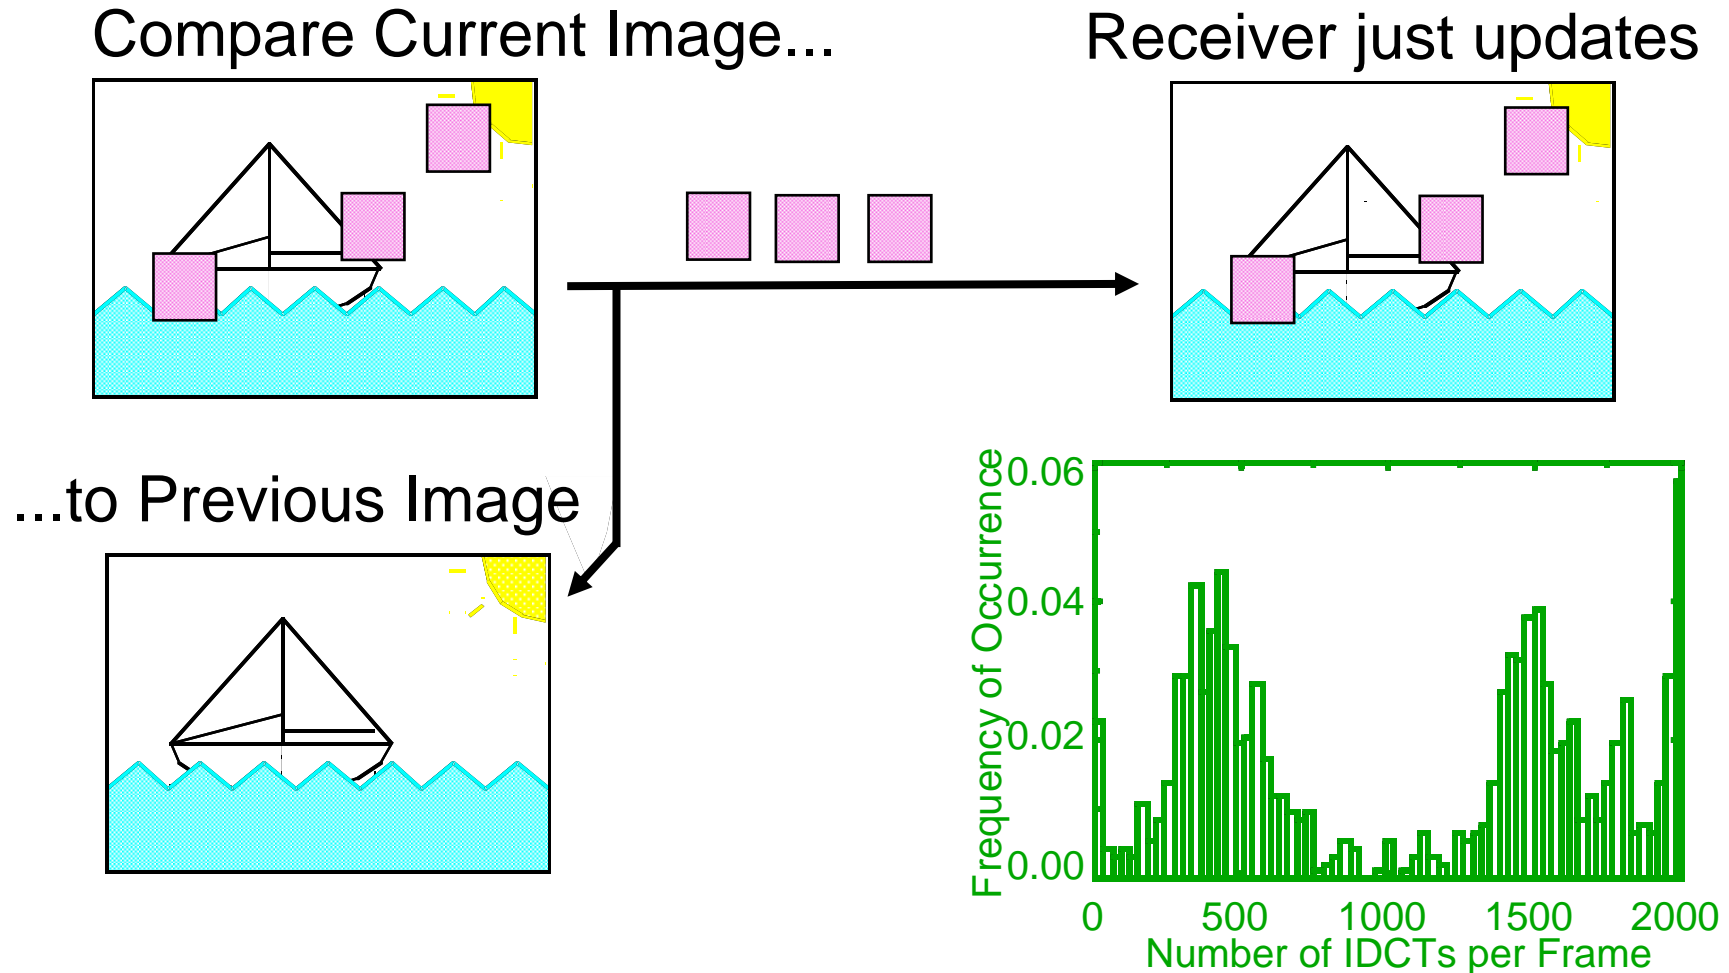 Compare Current Image...
Receiver just updates
...to Previous Image
Frequency of Occurrence
0.06
0.04
0.02
0.00
0 500 1000 1500 2000
Number of IDCTs per Frame